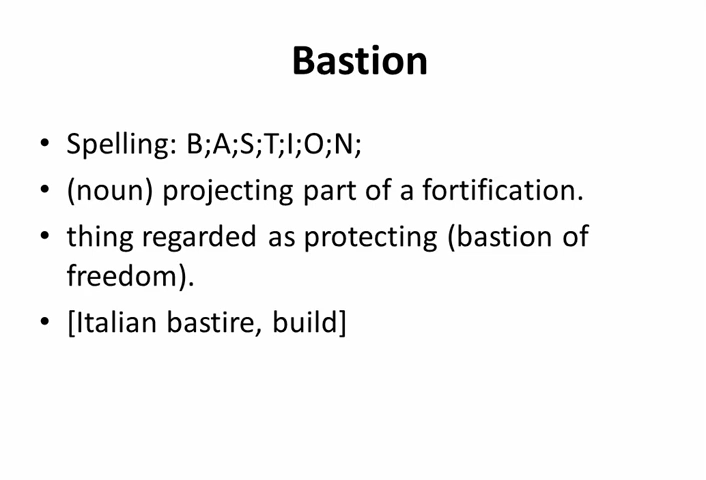 Bastion
• Spelling: B;A;S;T;I;O;N;
• (noun) projecting part of a fortification.
• thing regarded as protecting (bastion of
freedom).
• [Italian bastire, build]